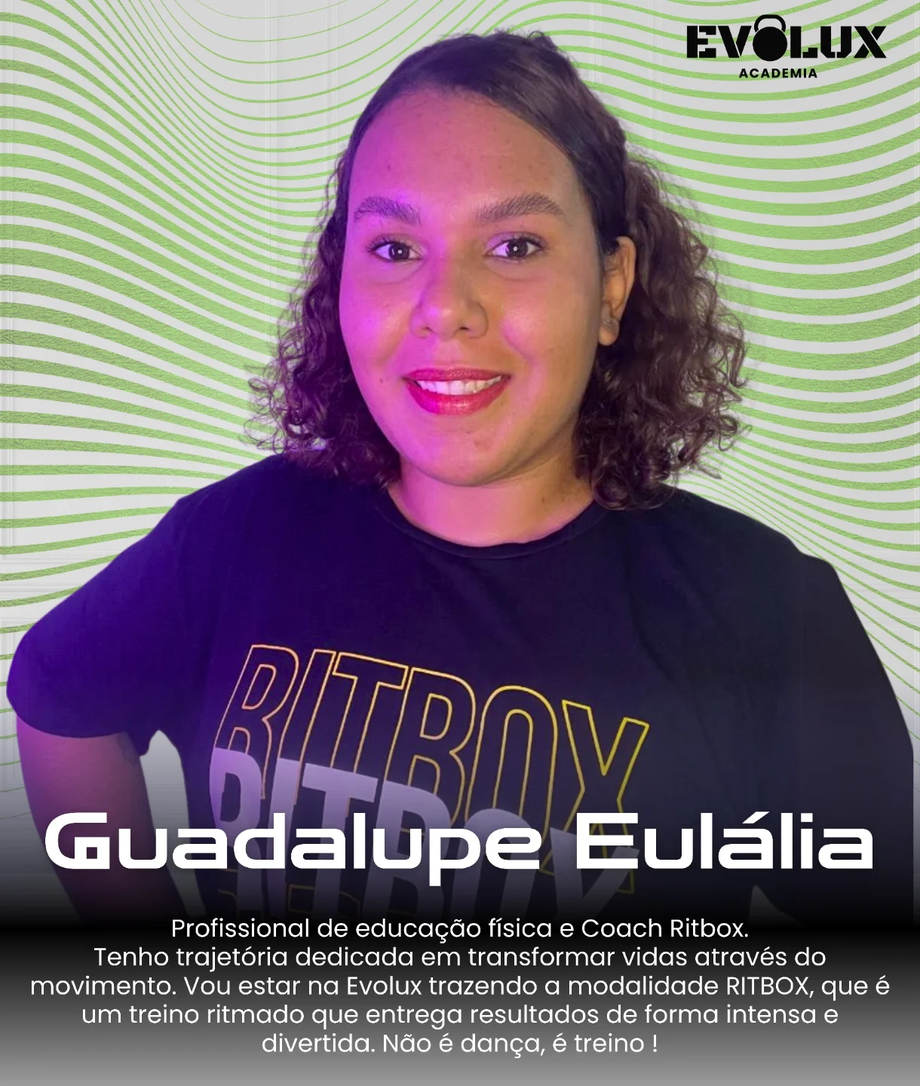 EVOLUX
ACADEMIA
RITBOX
RITBOX
Guadalupe Eulália
Profissional de educação física e Coach Ritbox.
Tenho trajetória dedicada em transformar vidas através do
movimento. Vou estar na Evolux trazendo a modalidade RITBOX, que é
um treino ritmado que entrega resultados de forma intensa e
divertida. Não é dança, é treino !